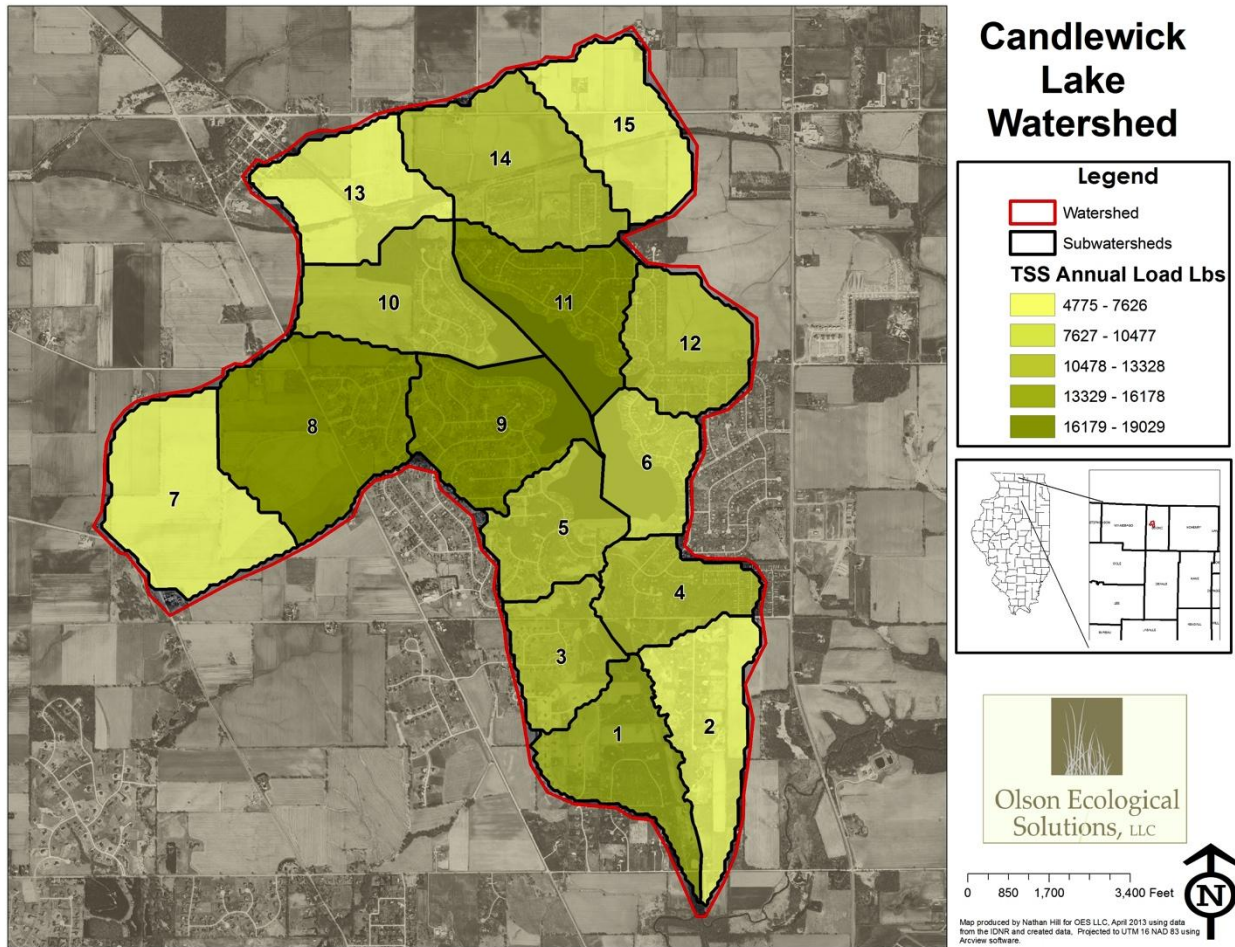 Candlewick
Lake
Watershed
Legend
Watershed
Subwatersheds
TSS Annual Load Lbs
4775 - 7626
7627 - 10477
10478 - 13328
13329 - 16178
16179 - 19029
15
14
13
11
10
12
9
8
6
7
5
4
3
1
2
Olson Ecological
Solutions, LLC
0 850 1,700 3,400 Feet
N
Map produced by Nathan Hill for OES LLC, April 2013 using data
from the IDNR and created data, Projected to UTM 16 NAD 83 using
Arcview software.